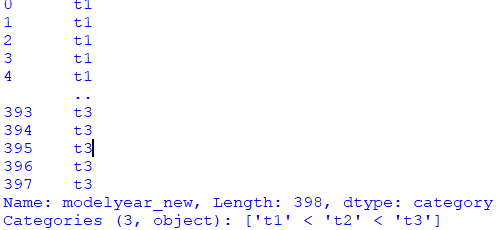 0      t1
1      t1
2      t1
3      t1
4      t1
       ..
393    t3
394    t3
395    t3
396    t3
397    t3
Name: modelyear_new, Length: 398, dtype: category
Categories (3, object): ['t1' < 't2' < 't3']